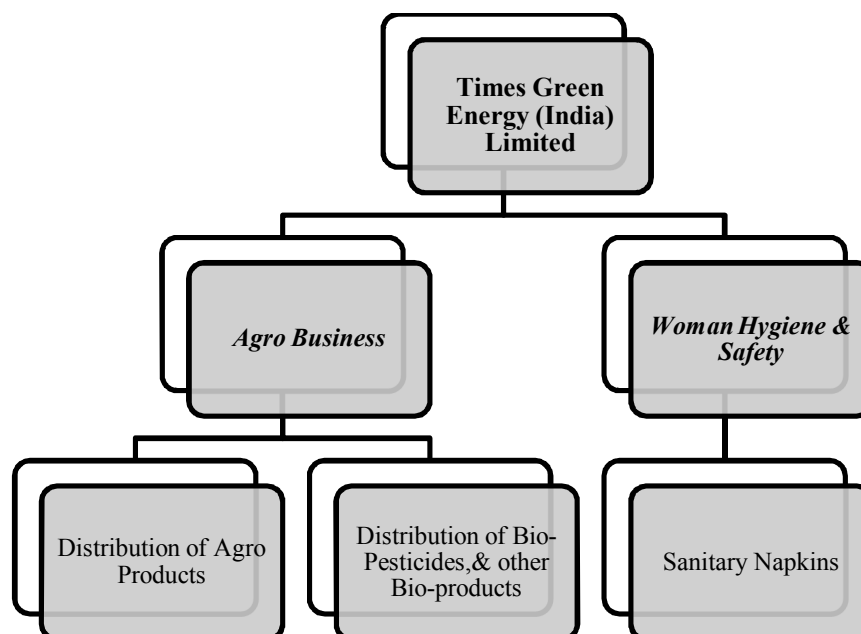 Times Green
Energy (India)
Limited
Agro Business
Woman Hygiene &
Safety
Distribution of Agro
Products
Distribution of Bio-
Pesticides,& other
Bio-products
Sanitary Napkins